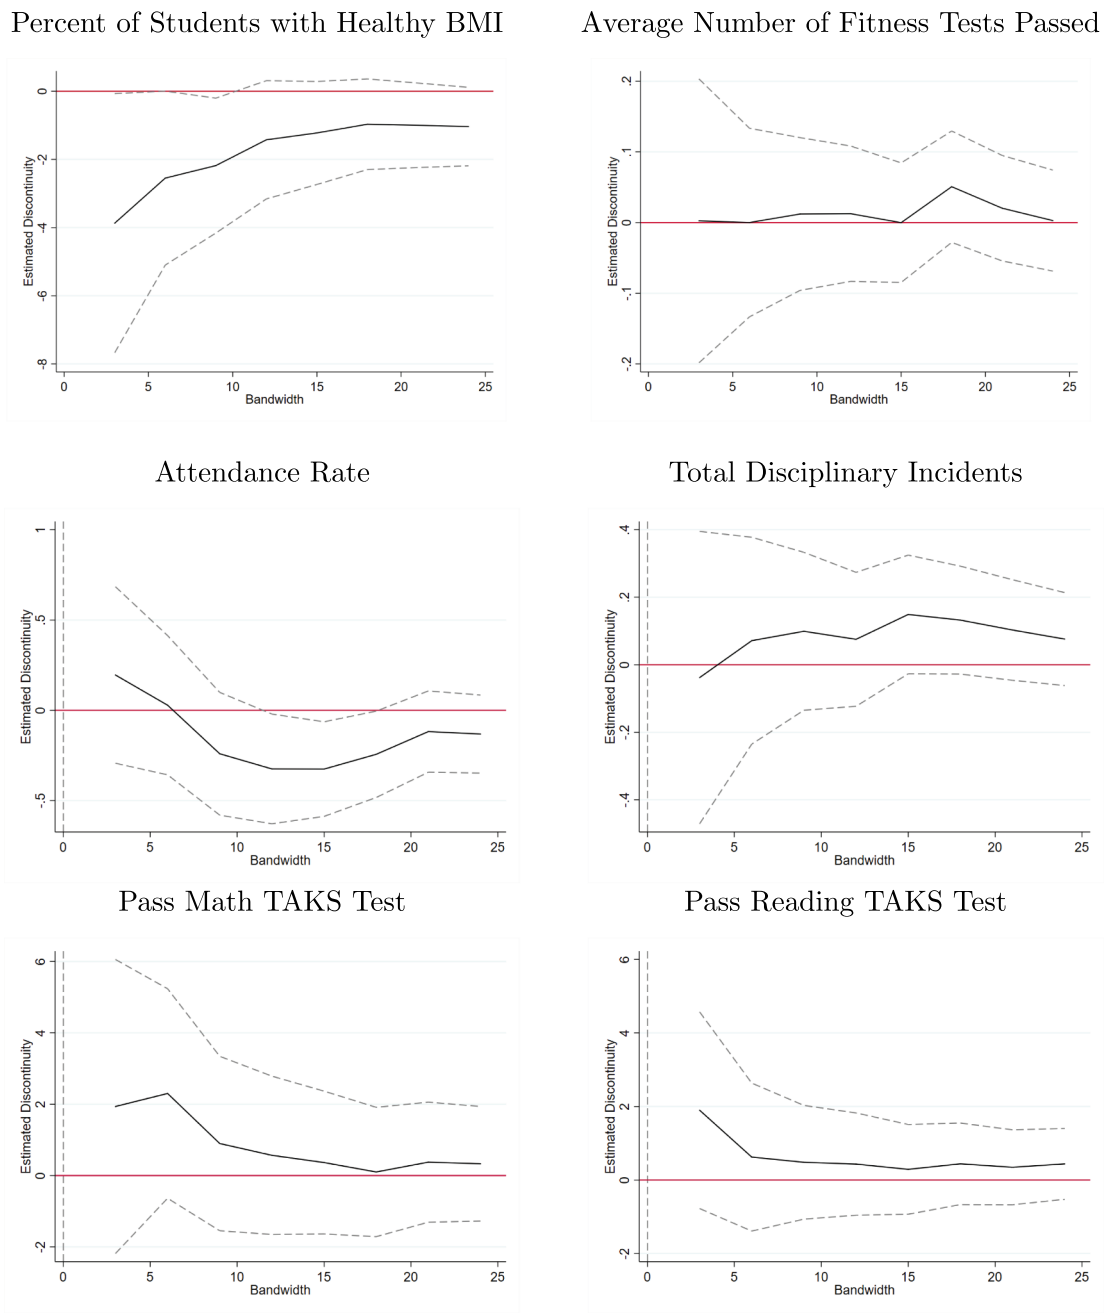 Percent of Students with Healthy BMI
Estimated Discontinuity
0
-2
-4
-6
-8
0 5 10 15 20 25
Bandwidth
Average Number of Fitness Tests Passed
Estimated Discontinuity
.2
.1
0
-.1
-.2
0 5 10 15 20 25
Bandwidth
Attendance Rate
Estimated Discontinuity
1
.5
0
-.5
0 5 10 15 20 25
Bandwidth
Total Disciplinary Incidents
Estimated Discontinuity
.4
.2
0
-.2
-.4
0 5 10 15 20 25
Bandwidth
Pass Math TAKS Test
Estimated Discontinuity
6
4
2
0
-2
0 5 10 15 20 25
Bandwidth
Pass Reading TAKS Test
Estimated Discontinuity
6
4
2
0
-2
0 5 10 15 20 25
Bandwidth